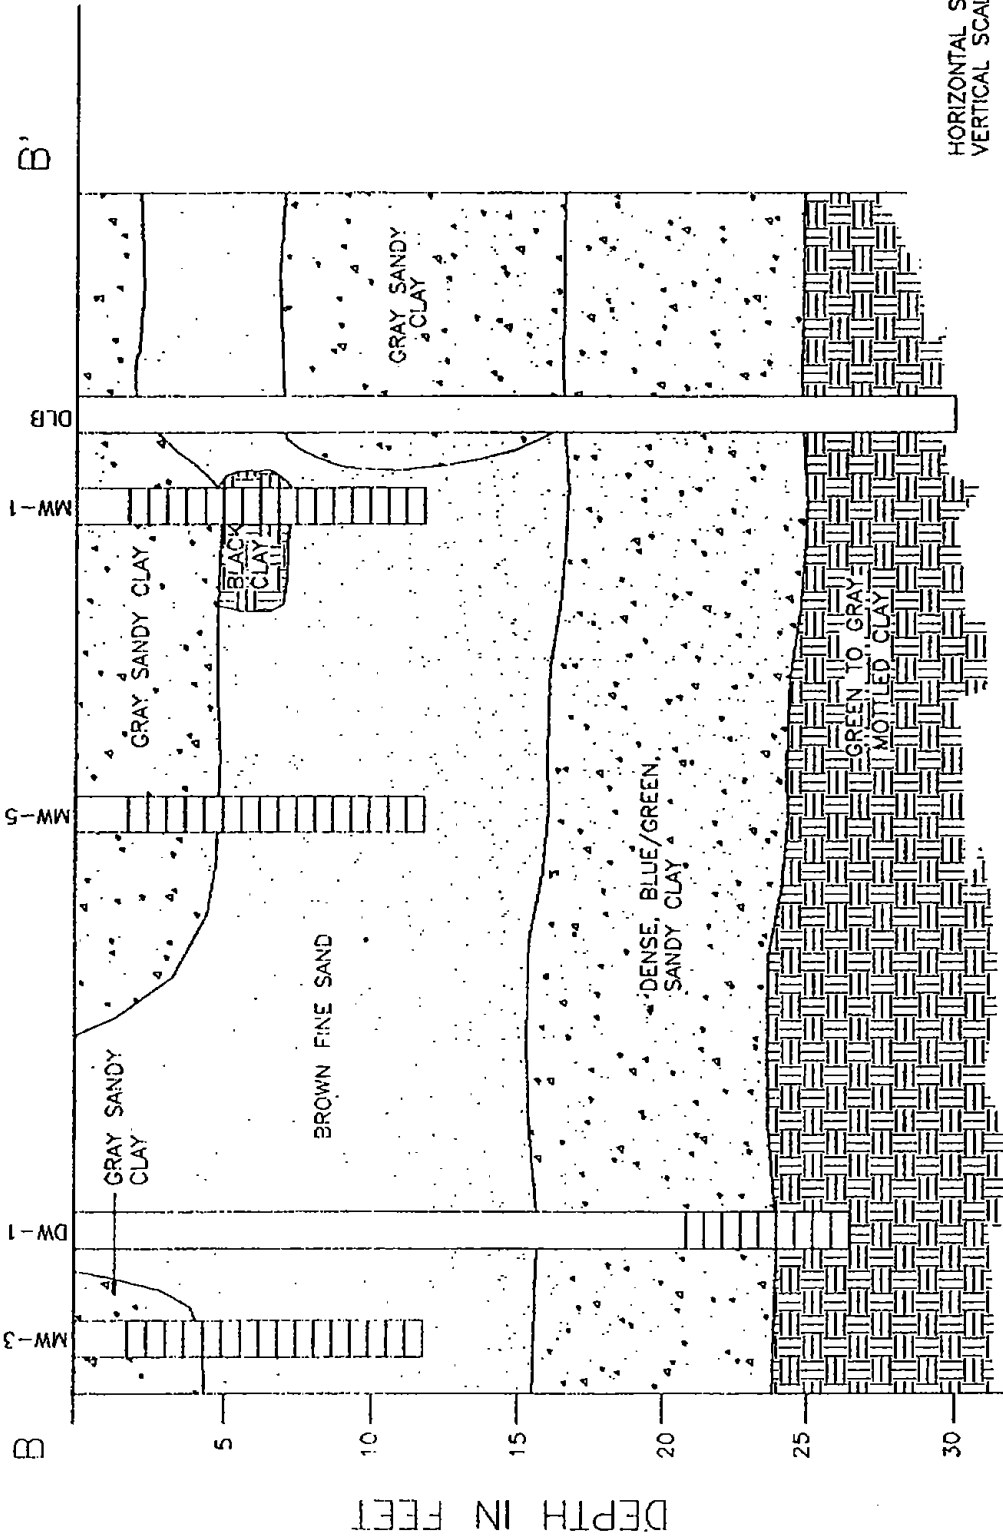 B
B'
MW-3
DW-1
MW-5
MW-1
DLB
GRAY SANDY
CLAY
GRAY SANDY CLAY
BLACK
CLAY
GRAY SANDY
CLAY
BROWN FINE SAND
DENSE, BLUE/GREEN,
SANDY CLAY
GREEN TO GRAY
MOTTLED CLAY
5
10
15
20
25
30
DEPTH IN FEET
HORIZONTAL S
VERTICAL SCAL